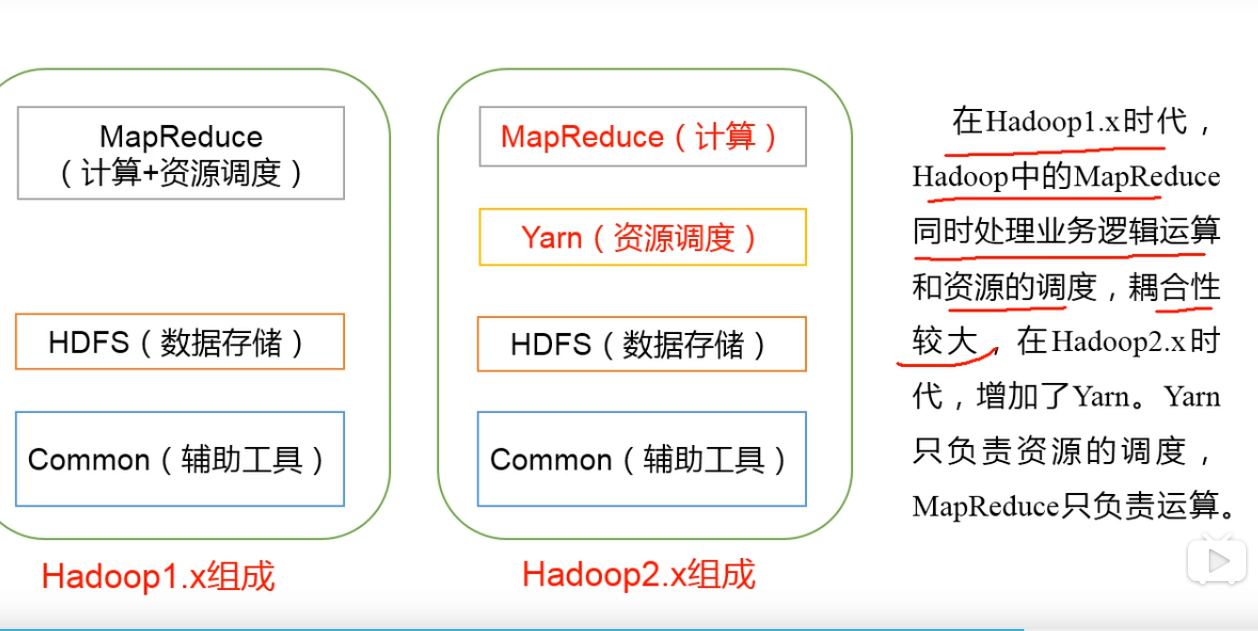 MapReduce
（计算+资源调度）
HDFS（数据存储）
Common（辅助工具）
Hadoop1.x组成
MapReduce（计算）
Yarn（资源调度）
HDFS（数据存储）
Common（辅助工具）
Hadoop2.x组成
在Hadoop1.x时代，
Hadoop中的MapReduce
同时处理业务逻辑运算
和资源的调度，耦合性
较大，在Hadoop2.x时
代，增加了Yarn。Yarn
只负责资源的调度，
MapReduce只负责运算。